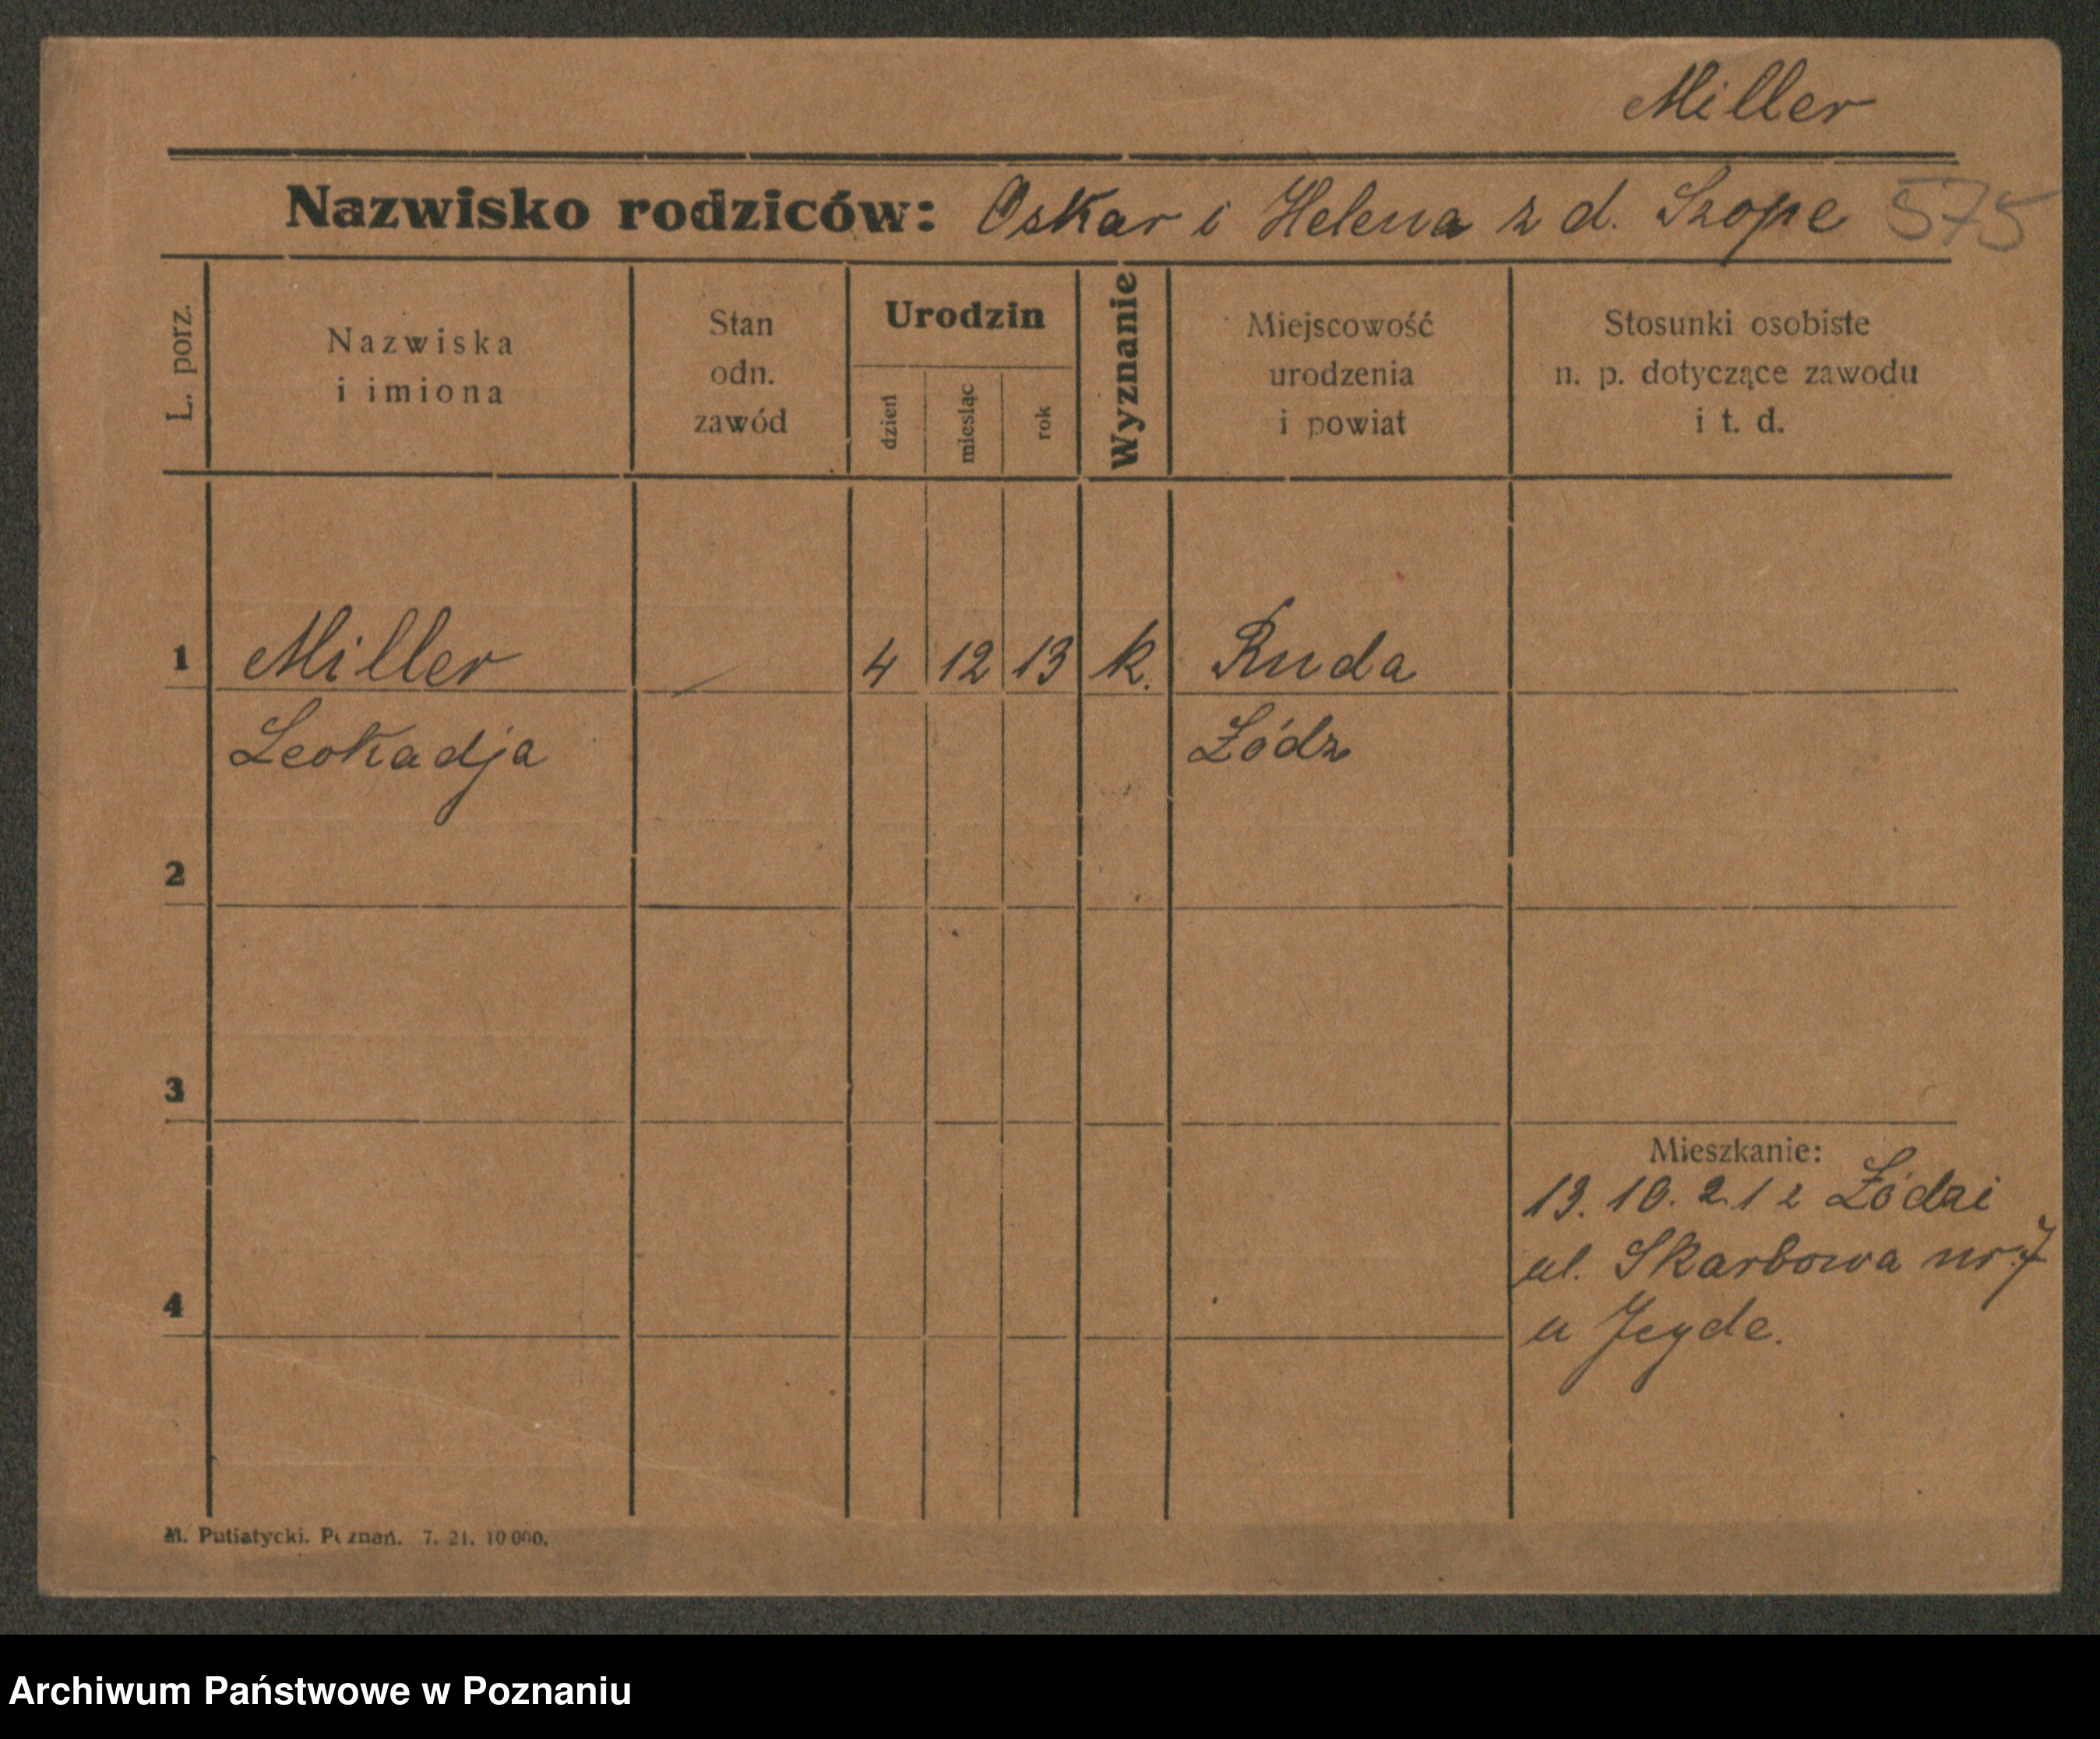 Miller
Nazwisko rodziców: Oskar i Helena z d. Szope 575
L. porz.
Nazwiska
i imiona
Stan
odn.
zawód
Urodzin
dzień
miesiąc
rok
Wyznanie
Miejscowość
urodzenia
i powiat
Stosunki osobiste
n. p. dotyczące zawodu
i t. d.
1 Miller 4 12 13 k. Ruda
Leokadja Łódz
2
3
Mieszkanie:
13. 10. 21 z Łódzi
ul. Skarbowa nr. 7
4
u
M. Putiatycki. Poznań. 7. 21. 10 000.
Archiwum Państwowe w Poznaniu